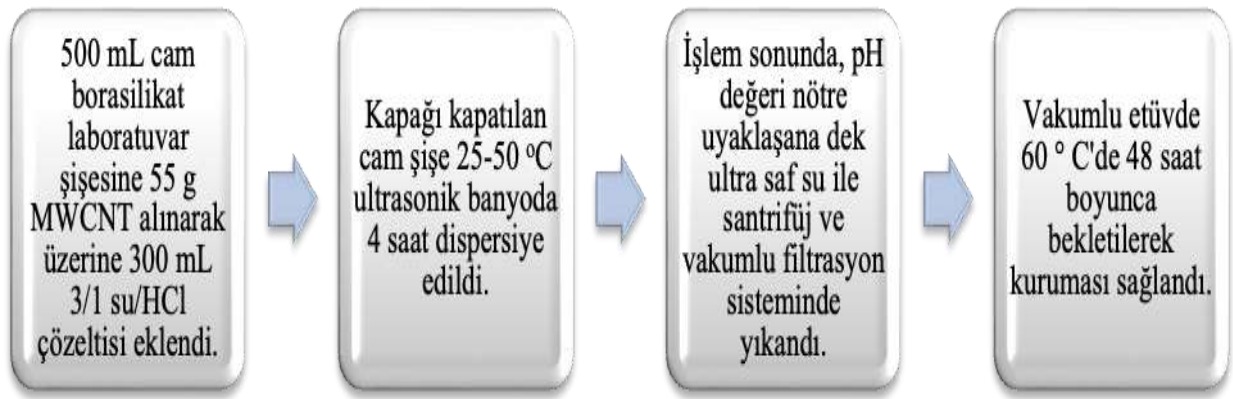 500 mL cam
borasilikat
laboratuvar
şişesine 55 g
MWCNT alınarak
üzerine 300 mL
3/1 su/HCl
çözeltisi eklendi.
Kapağı kapatılan
cam şişe 25-50 ⁰C
ultrasonik banyoda
4 saat dispersiye
edildi.
İşlem sonunda, pH
değeri nötre
uyaklaşana dek
ultra saf su ile
santrifüj ve
vakumlu filtrasyon
sisteminde
yıkandı.
Vakumlu etüvde
60 ° C'de 48 saat
boyunca
bekletilerek
kuruması sağlandı.